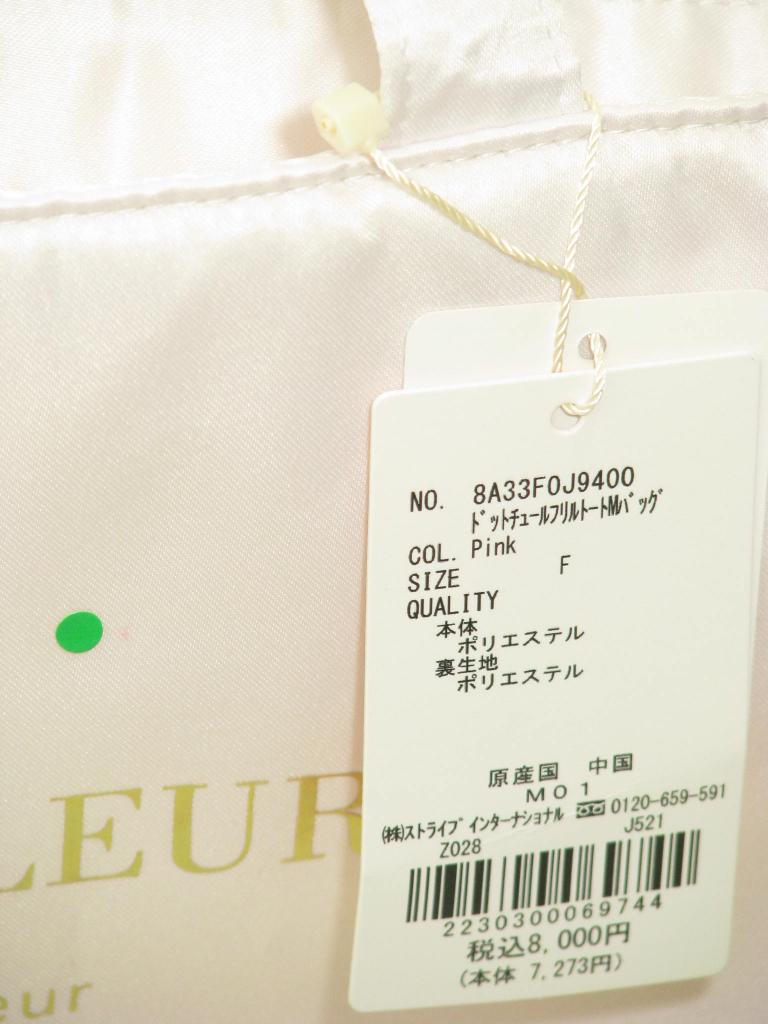 NO. 8A33F0J9400
ﾄﾞｯﾄﾁｭｰﾙﾌﾘﾙﾄｰﾄMﾊﾞｯｸﾞ
COL. Pink
SIZE F
QUALITY
本体
ポリエステル
裏生地
ポリエステル
原産国 中国
M01
㈱ｽﾄﾗｲﾌﾟｲﾝﾀｰﾅｼｮﾅﾙ 0120-659-591
Z028 J521
2230300069744
税込8,000円
(本体 7,273円)
LEUR
eur